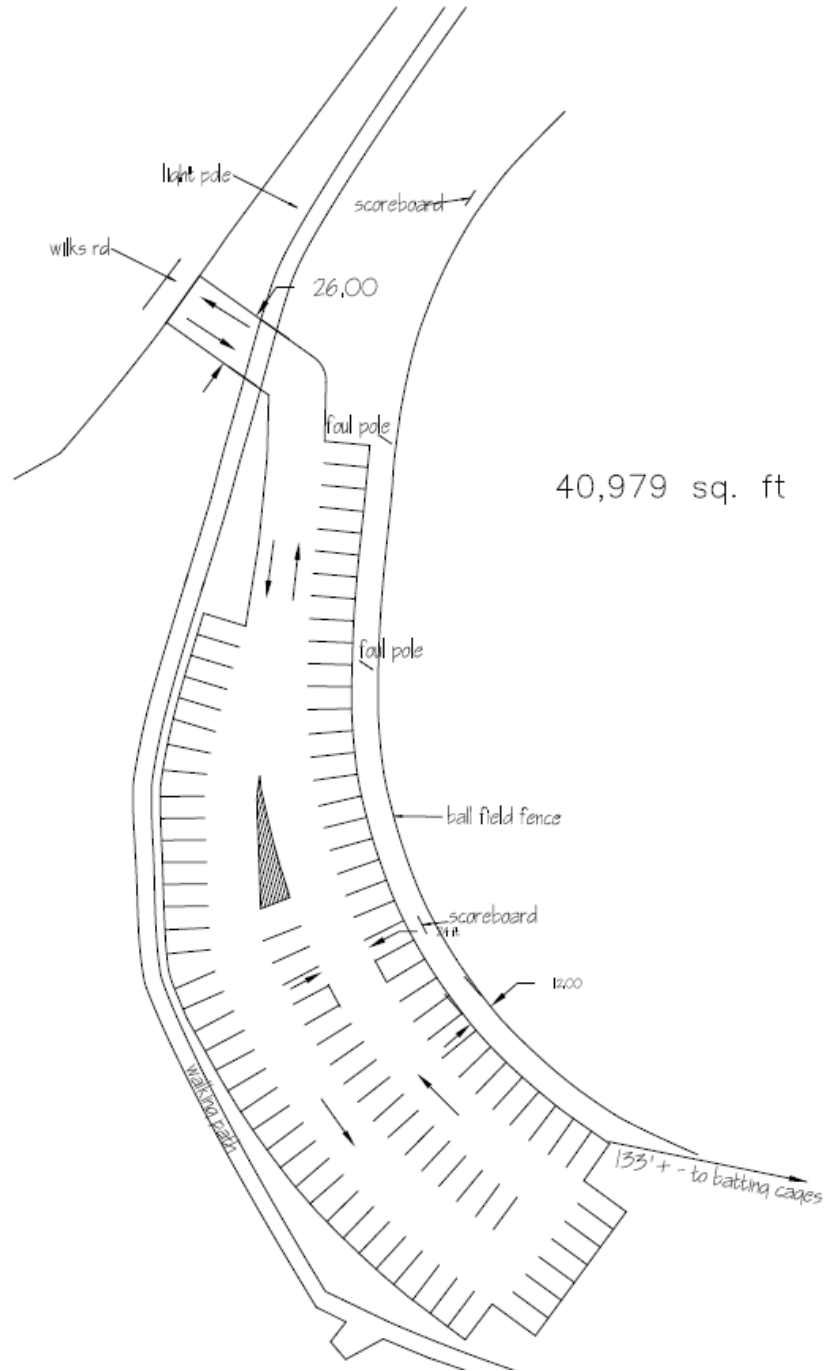 light pole
scoreboard
wilks rd
26.00
foul pole
40,979 sq. ft
foul pole
ball field fence
scoreboard
12.00
walking path
133' + - to batting cages